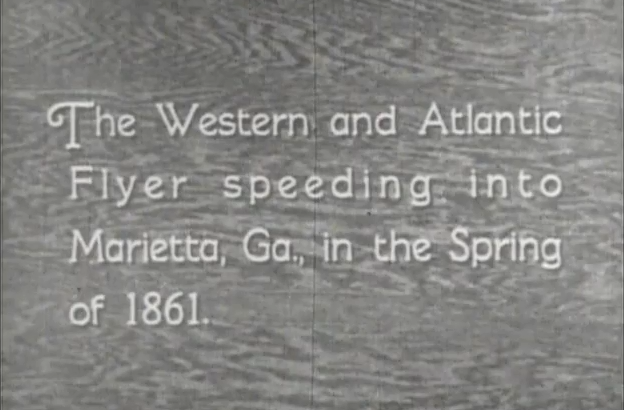 The Western and Atlantic
Flyer speeding into
Marietta, Ga., in the Spring
of 1861.